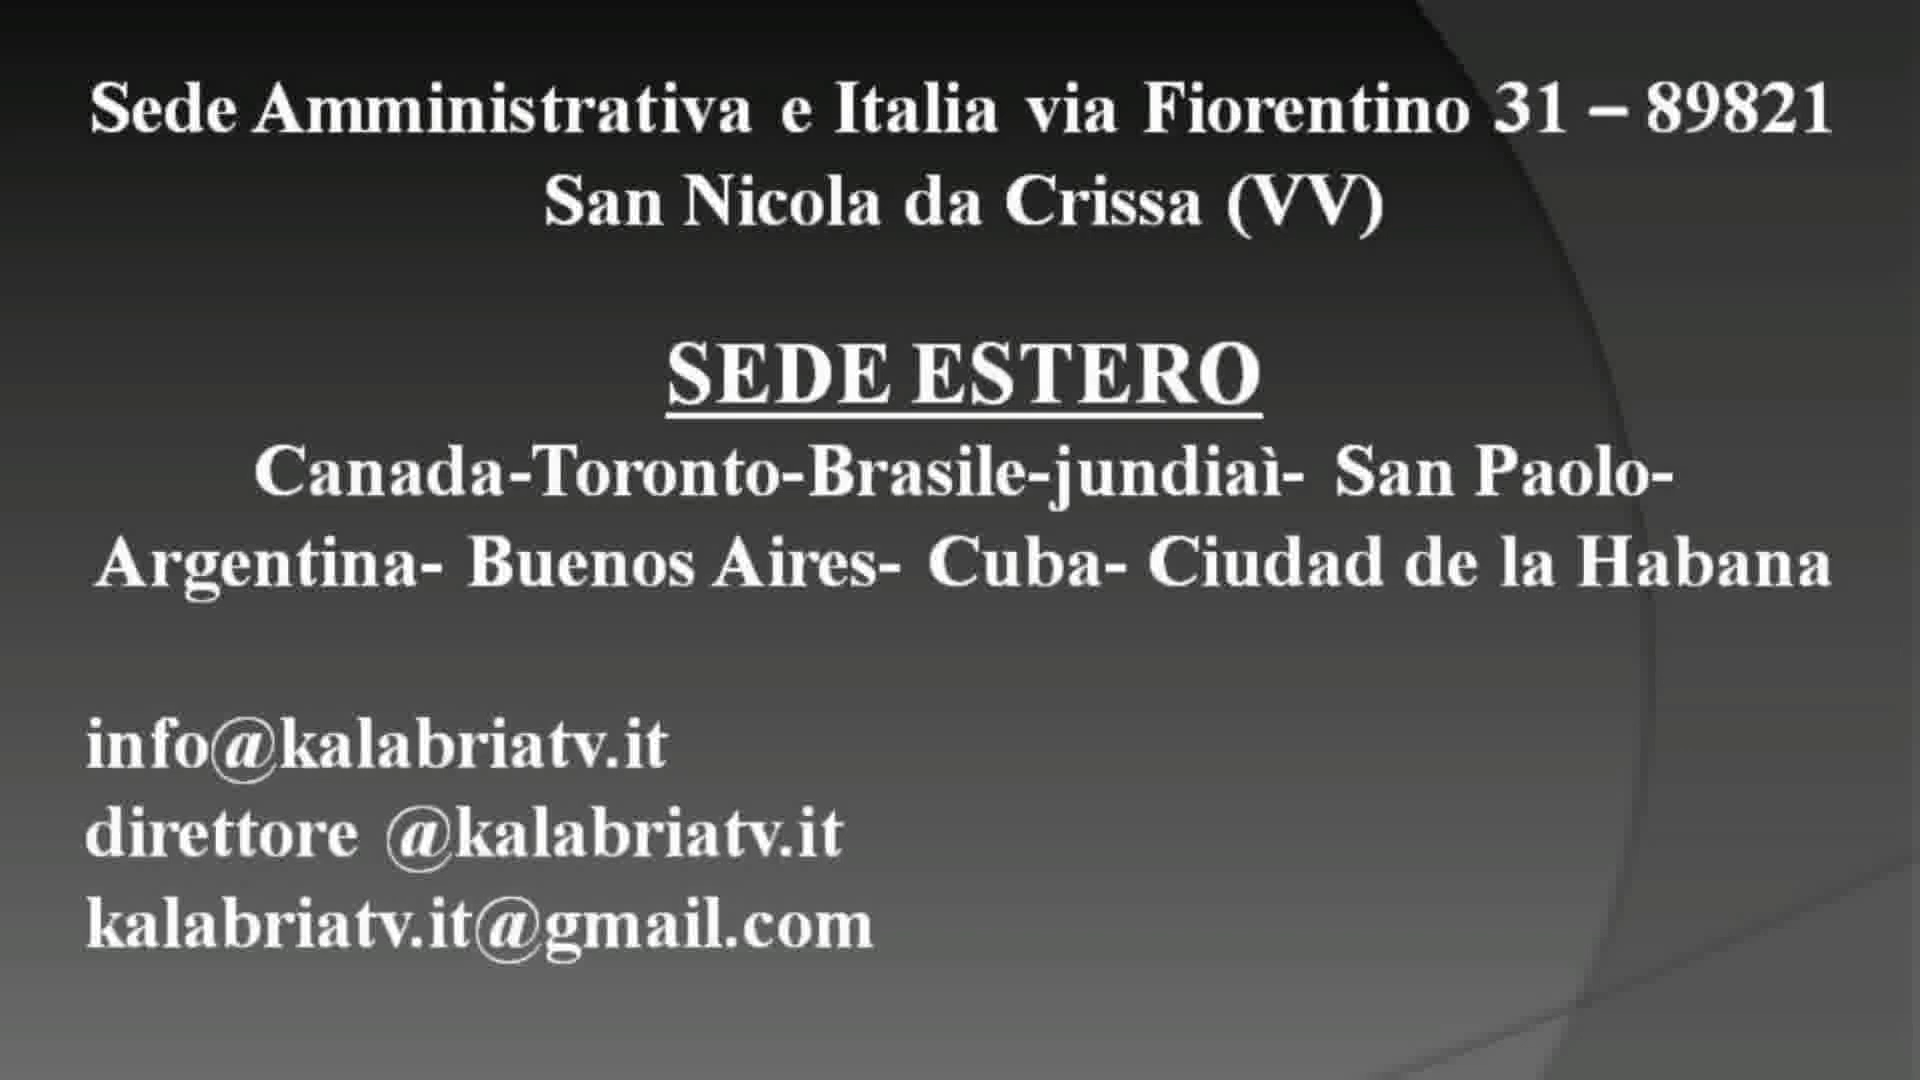 Sede Amministrativa e Italia via Fiorentino 31 – 89821
San Nicola da Crissa (VV)
SEDE ESTERO
Canada-Toronto-Brasile-jundiaì- San Paolo-
Argentina- Buenos Aires- Cuba- Ciudad de la Habana
info@kalabriatv.it
direttore @kalabriatv.it
kalabriatv.it@gmail.com